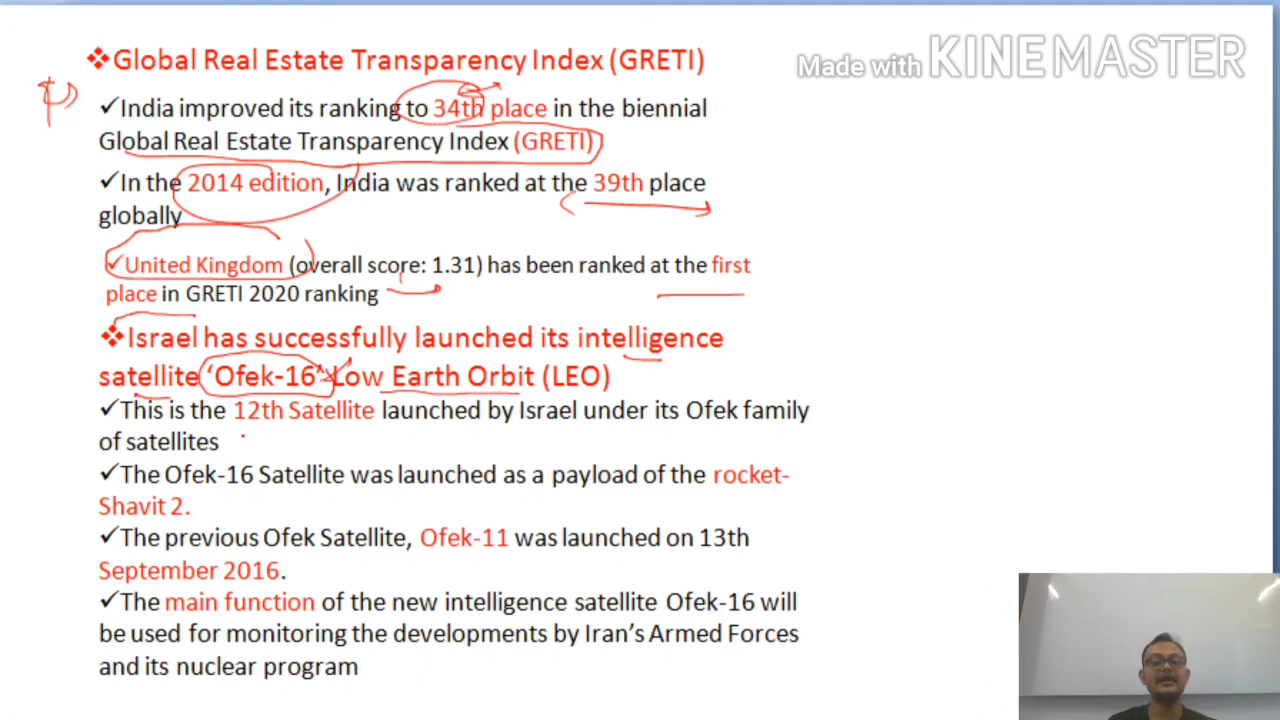 ❖Global Real Estate Transparency Index (GRETI)
Made with KINEMASTER
✓India improved its ranking to 34th place in the biennial
Global Real Estate Transparency Index (GRETI)
✓In the 2014 edition, India was ranked at the 39th place
globally
✓United Kingdom (overall score: 1.31) has been ranked at the first
place in GRETI 2020 ranking
❖Israel has successfully launched its intelligence
satellite ‘Ofek-16’ Low Earth Orbit (LEO)
✓This is the 12th Satellite launched by Israel under its Ofek family
of satellites
✓The Ofek-16 Satellite was launched as a payload of the rocket-
Shavit 2.
✓The previous Ofek Satellite, Ofek-11 was launched on 13th
September 2016.
✓The main function of the new intelligence satellite Ofek-16 will
be used for monitoring the developments by Iran’s Armed Forces
and its nuclear program